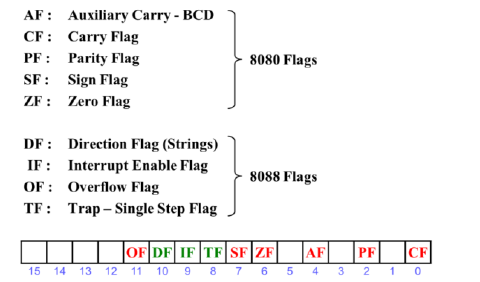 AF : Auxiliary Carry - BCD
CF : Carry Flag
PF : Parity Flag
SF : Sign Flag
ZF : Zero Flag
8080 Flags
DF : Direction Flag (Strings)
IF : Interrupt Enable Flag
OF : Overflow Flag
TF : Trap – Single Step Flag
8088 Flags
OF DF IF TF SF ZF AF PF CF
15 14 13 12 11 10 9 8 7 6 5 4 3 2 1 0